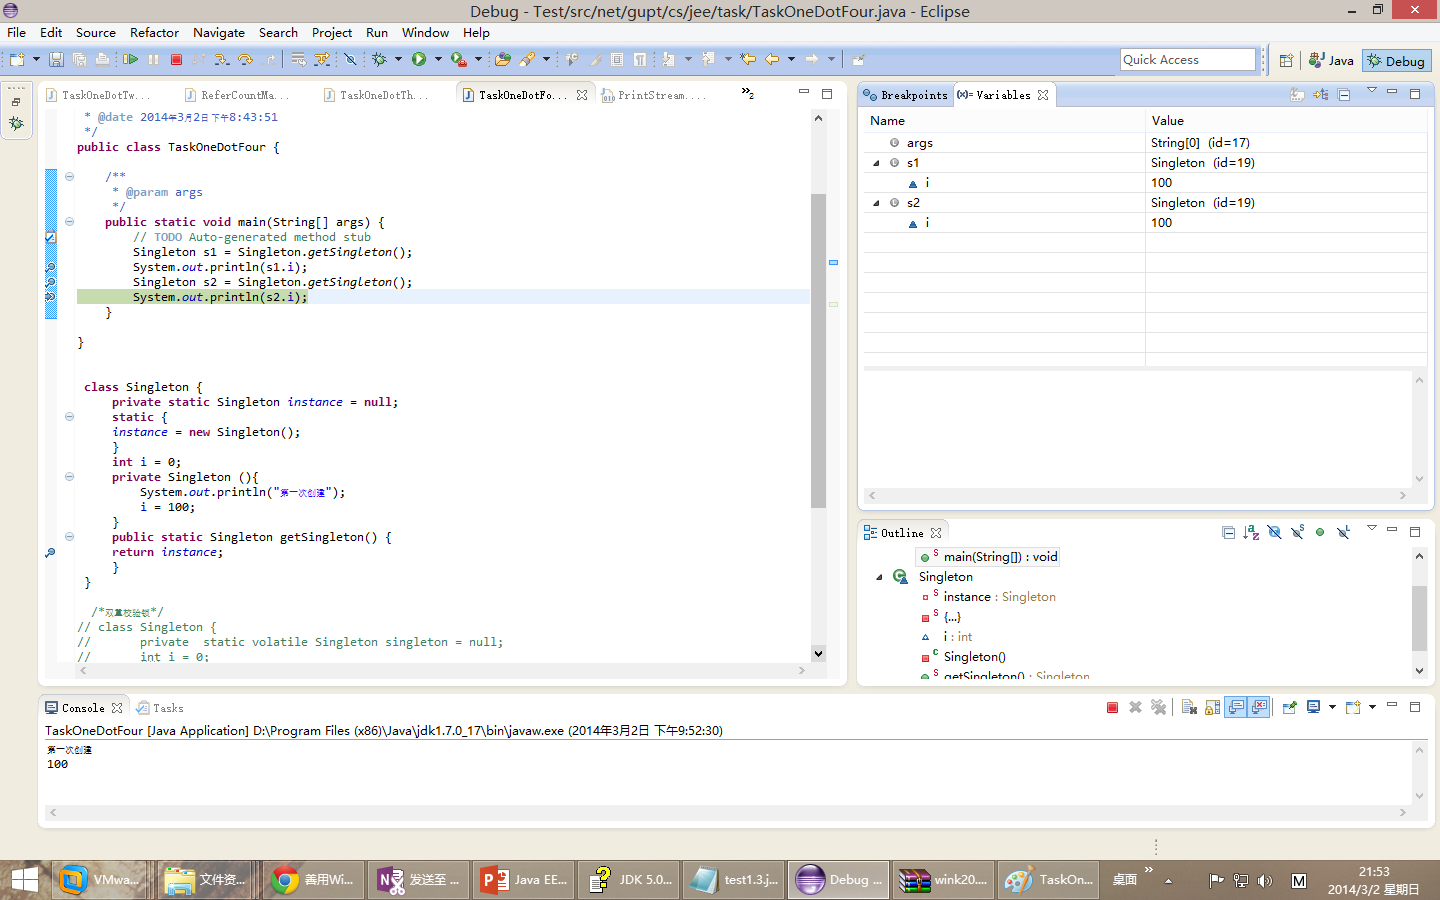 Debug - Test/src/net/gupt/cs/jee/task/TaskOneDotFour.java - Eclipse
File Edit Source Refactor Navigate Search Project Run Window Help
Quick Access
Java
Debug
TaskOneDotTw...
ReferCountMa...
TaskOneDotTh...
TaskOneDotFo...
PrintStream....
»2
* @date 2014年3月2日 下午8:43:51
*/
public class TaskOneDotFour {
/**
* @param args
*/
public static void main(String[] args) {
// TODO Auto-generated method stub
Singleton s1 = Singleton.getSingleton();
System.out.println(s1.i);
Singleton s2 = Singleton.getSingleton();
System.out.println(s2.i);
}
}
class Singleton {
private static Singleton instance = null;
static {
instance = new Singleton();
}
int i = 0;
private Singleton (){
System.out.println("第一次创建");
i = 100;
}
public static Singleton getSingleton() {
return instance;
}
}
/*双重校验锁*/
// class Singleton {
// private static volatile Singleton singleton = null;
// int i = 0;
Breakpoints
(x)= Variables
Name Value
args String[0] (id=17)
s1 Singleton (id=19)
i 100
s2 Singleton (id=19)
i 100
Outline
main(String[]) : void
Singleton
instance : Singleton
{...}
i : int
Singleton()
getSingleton() : Singleton
Console
Tasks
TaskOneDotFour [Java Application] D:\Program Files (x86)\Java\jdk1.7.0_17\bin\javaw.exe (2014年3月2日 下午9:52:30)
第一次创建
100
VMwa...
文件资...
善用Wi...
发送至 ...
Java EE...
JDK 5.0...
test1.3.j...
Debug ...
wink20....
TaskOn...
桌面
M
21:53
2014/3/2 星期日